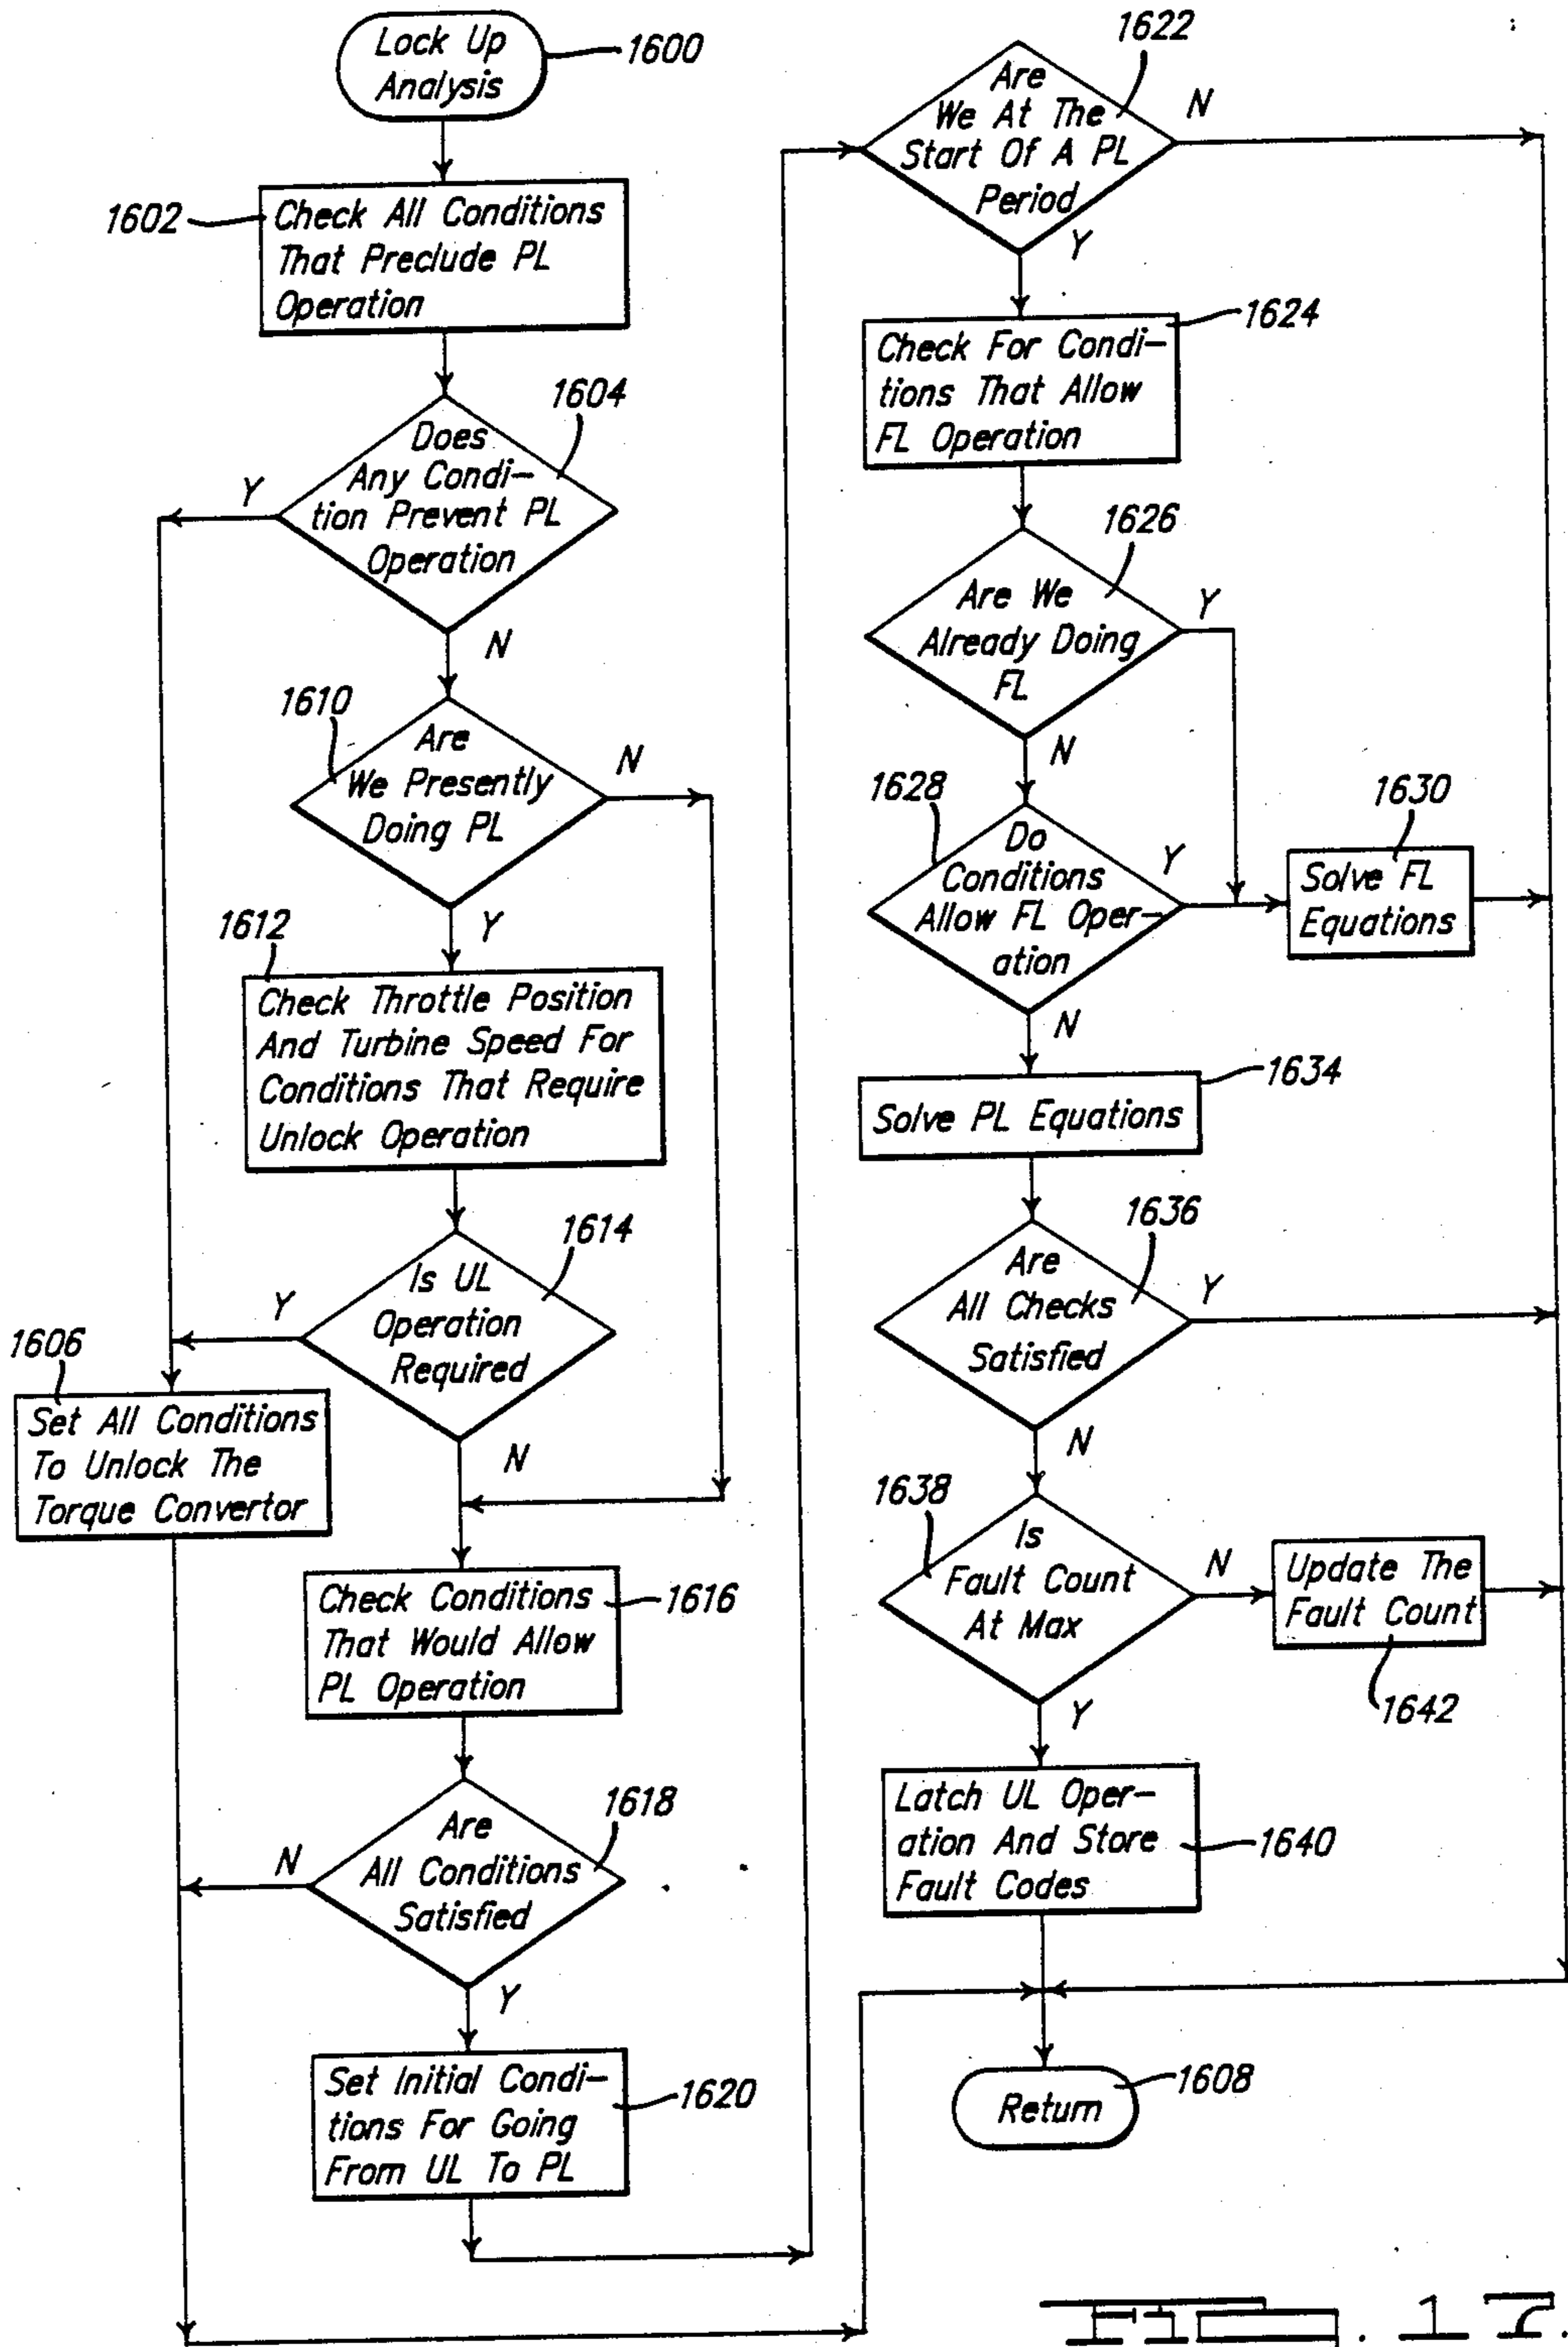 Lock Up
Analysis
1600
1602
Check All Conditions
That Preclude PL
Operation
1604
Does
Any Condi-
tion Prevent PL
Operation
Y
N
1610
Are
We Presently
Doing PL
N
Y
1612
Check Throttle Position
And Turbine Speed For
Conditions That Require
Unlock Operation
1614
Is UL
Operation
Required
Y
N
1606
Set All Conditions
To Unlock The
Torque Convertor
Check Conditions
That Would Allow
PL Operation
1616
1618
Are
All Conditions
Satisfied
N
Y
Set Initial Condi-
tions For Going
From UL To PL
1620
1622
Are
We At The
Start Of A PL
Period
N
Y
1624
Check For Condi-
tions That Allow
FL Operation
1626
Are We
Already Doing
FL
Y
N
1628
Do
Conditions
Allow FL Oper-
ation
Y
N
1630
Solve FL
Equations
1634
Solve PL Equations
1636
Are
All Checks
Satisfied
Y
N
1638
Is
Fault Count
At Max
N
Y
Update The
Fault Count
1642
Latch UL Oper-
ation And Store
Fault Codes
1640
Return
1608